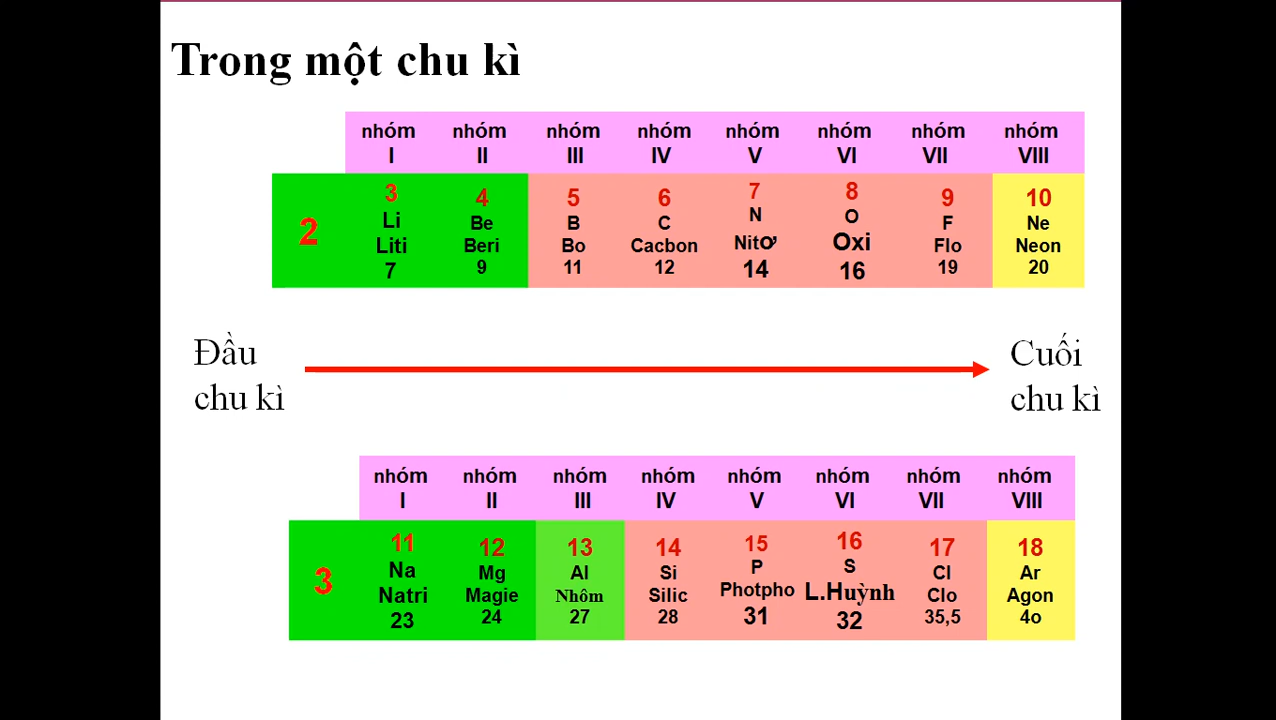 Trong một chu kì
nhóm nhóm nhóm nhóm nhóm nhóm nhóm nhóm
I II III IV V VI VII VIII
2
3 4 5 6 7 8 9 10
Li Be B C N O F Ne
Liti Beri Bo Cacbon Nitơ Oxi Flo Neon
7 9 11 12 14 16 19 20
Đầu
chu kì
Cuối
chu kì
nhóm nhóm nhóm nhóm nhóm nhóm nhóm nhóm
I II III IV V VI VII VIII
3
11 12 13 14 15 16 17 18
Na Mg Al Si P S Cl Ar
Natri Magie Nhôm Silic Photpho L.Huỳnh Clo Agon
23 24 27 28 31 32 35,5 4o